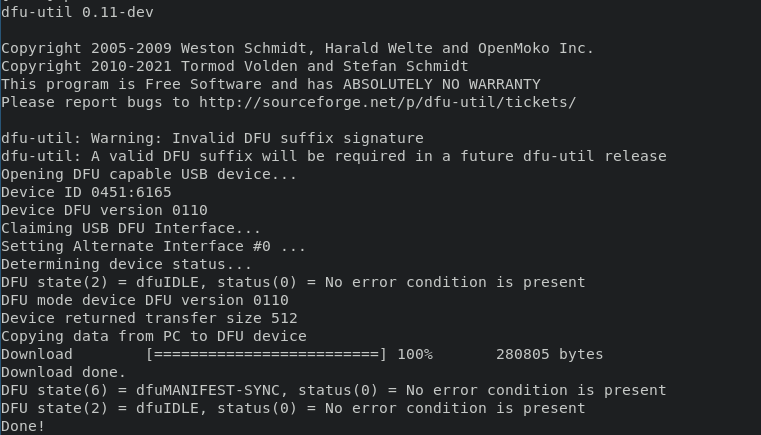 dfu-util 0.11-dev

Copyright 2005-2009 Weston Schmidt, Harald Welte and OpenMoko Inc.
Copyright 2010-2021 Tormod Volden and Stefan Schmidt
This program is Free Software and has ABSOLUTELY NO WARRANTY
Please report bugs to http://sourceforge.net/p/dfu-util/tickets/

dfu-util: Warning: Invalid DFU suffix signature
dfu-util: A valid DFU suffix will be required in a future dfu-util release
Opening DFU capable USB device...
Device ID 0451:6165
Device DFU version 0110
Claiming USB DFU Interface...
Setting Alternate Interface #0 ...
Determining device status...
DFU state(2) = dfuIDLE, status(0) = No error condition is present
DFU mode device DFU version 0110
Device returned transfer size 512
Copying data from PC to DFU device
Download        [=========================] 100%       280805 bytes
Download done.
DFU state(6) = dfuMANIFEST-SYNC, status(0) = No error condition is present
DFU state(2) = dfuIDLE, status(0) = No error condition is present
Done!